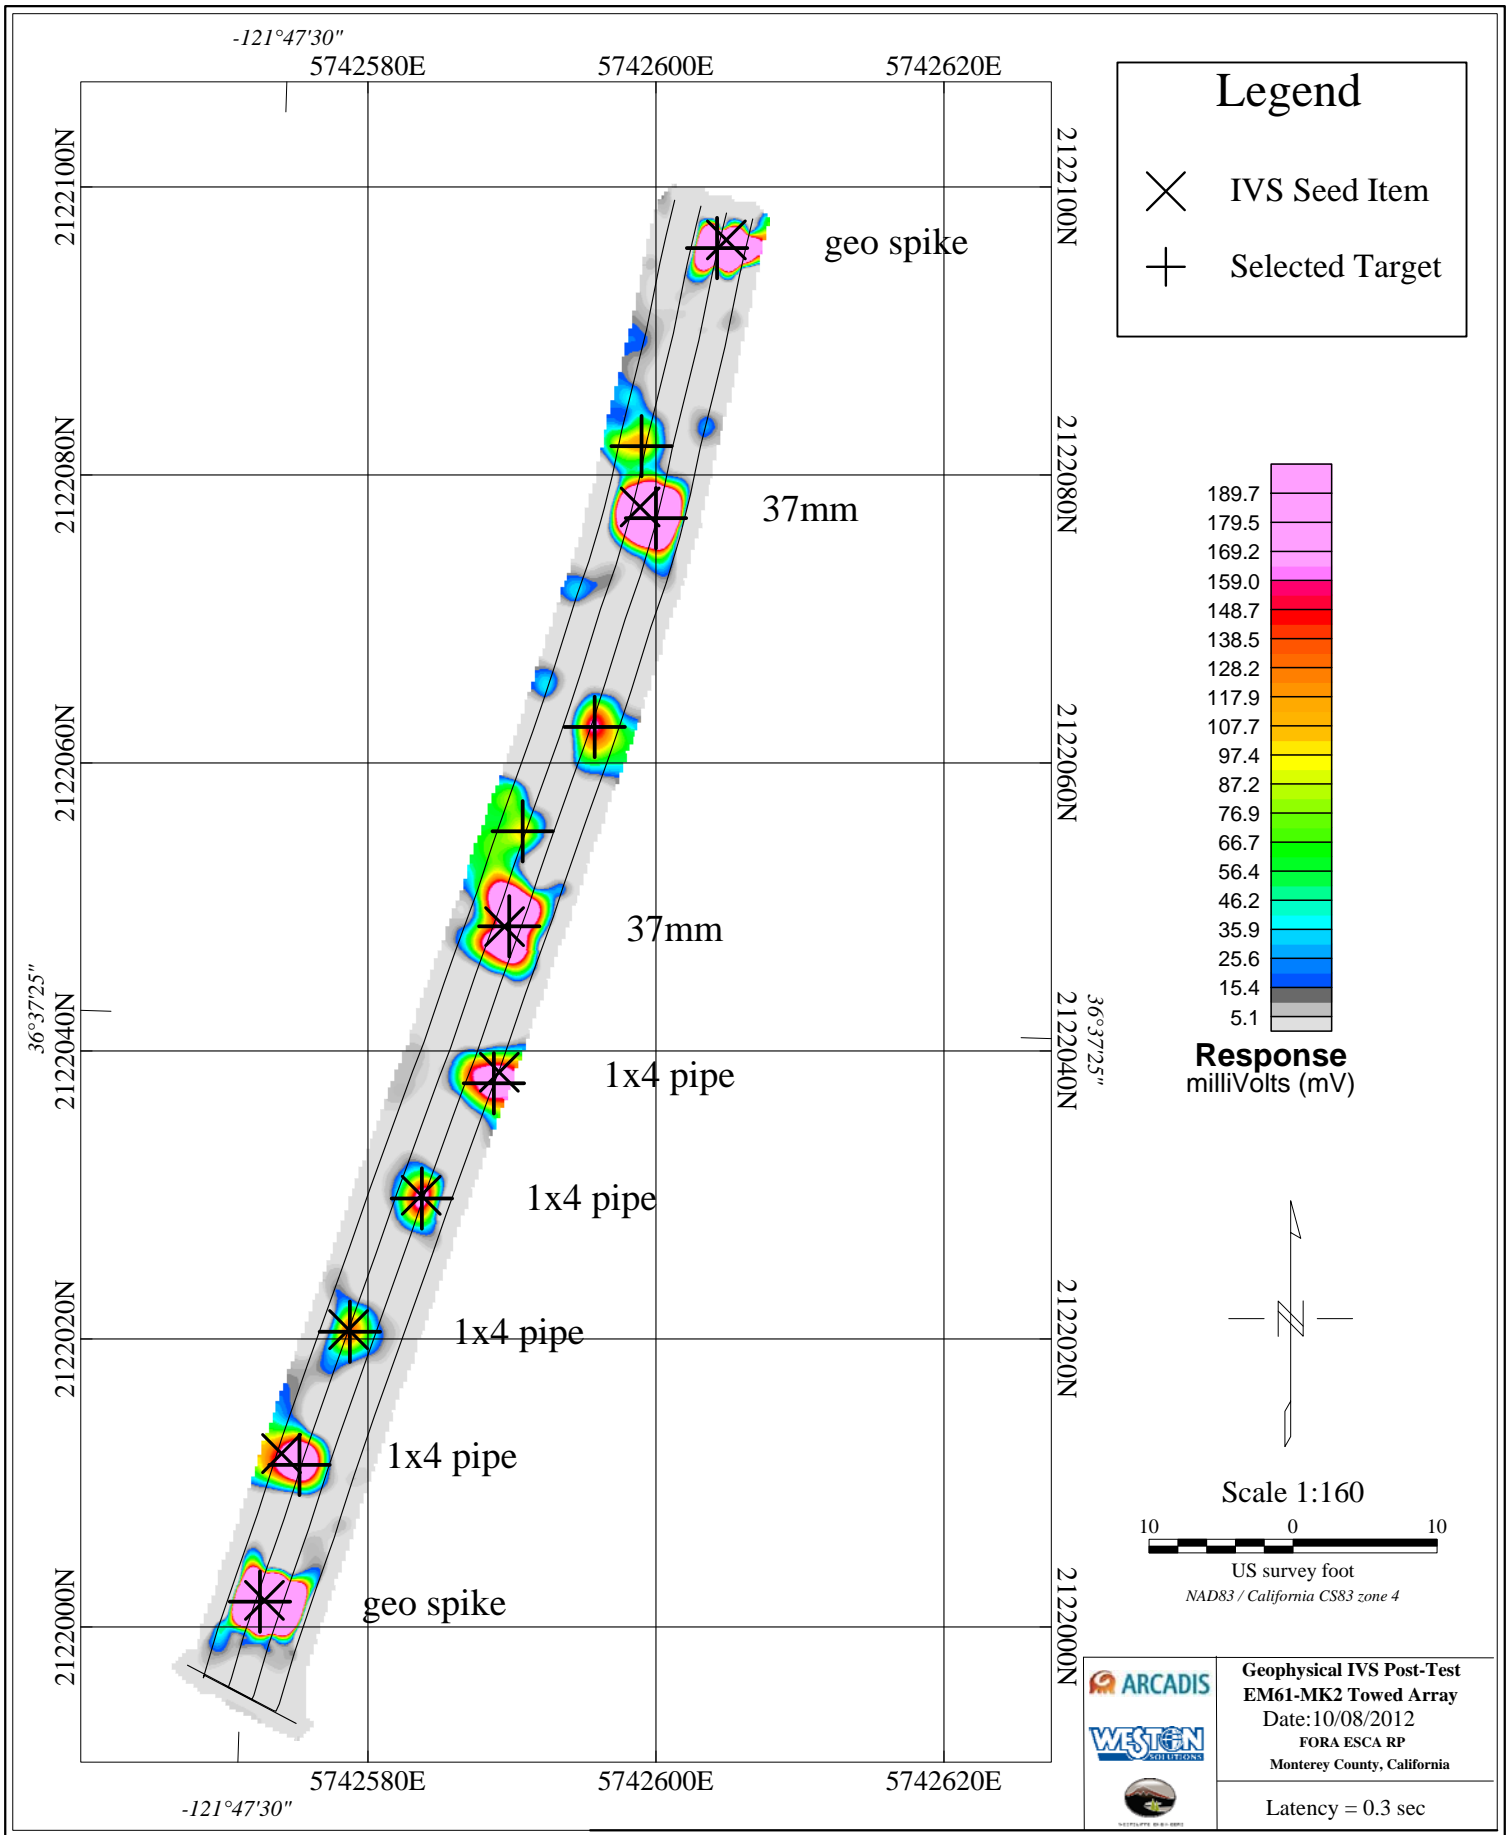 -121°47'30"
5742580E 5742600E 5742620E
Legend
IVS Seed Item
Selected Target
2122100N 2122100N
geo spike
2122080N 2122080N
37mm
2122060N 2122060N
37mm
36°37'25" 36°37'25"
2122040N 2122040N
1x4 pipe
1x4 pipe
2122020N 2122020N
1x4 pipe
1x4 pipe
2122000N 2122000N
geo spike
189.7
179.5
169.2
159.0
148.7
138.5
128.2
117.9
107.7
97.4
87.2
76.9
66.7
56.4
46.2
35.9
25.6
15.4
5.1
Response
milliVolts (mV)
N
Scale 1:160
10 0 10
US survey foot
NAD83 / California CS83 zone 4
5742580E 5742600E 5742620E
-121°47'30"
ARCADIS
WESTON
SOLUTIONS
Geophysical IVS Post-Test
EM61-MK2 Towed Array
Date:10/08/2012
FORA ESCA RP
Monterey County, California
Latency = 0.3 sec